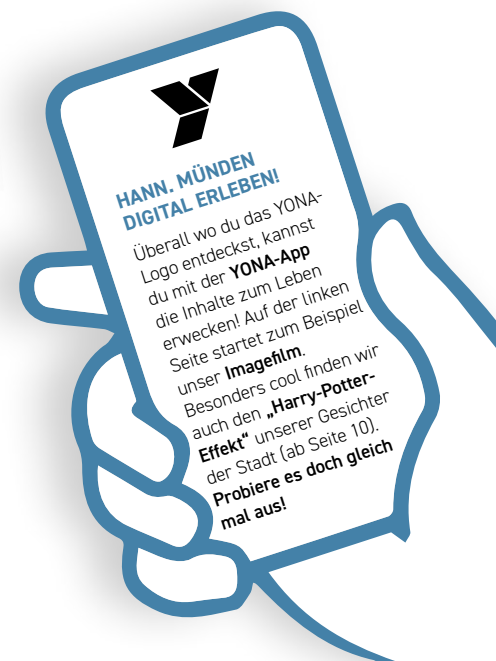 HANN. MÜNDEN
DIGITAL ERLEBEN!
Überall wo du das YONA-
Logo entdeckst, kannst
du mit der YONA-App
die Inhalte zum Leben
erwecken! Auf der linken
Seite startet zum Beispiel
unser Imagefilm.
Besonders cool finden wir
auch den „Harry-Potter-
Effekt“ unserer Gesichter
der Stadt (ab Seite 10).
Probiere es doch gleich
mal aus!